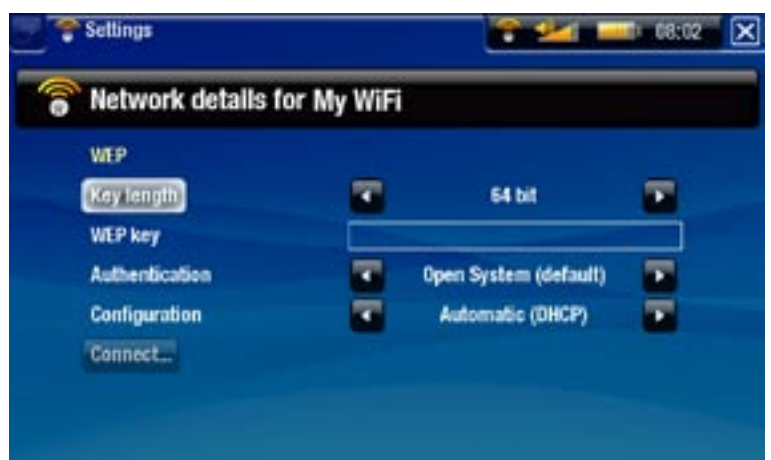 Settings 08:02
Network details for My WiFi
WEP
Key length 64 bit
WEP key
Authentication Open System (default)
Configuration Automatic (DHCP)
Connect...